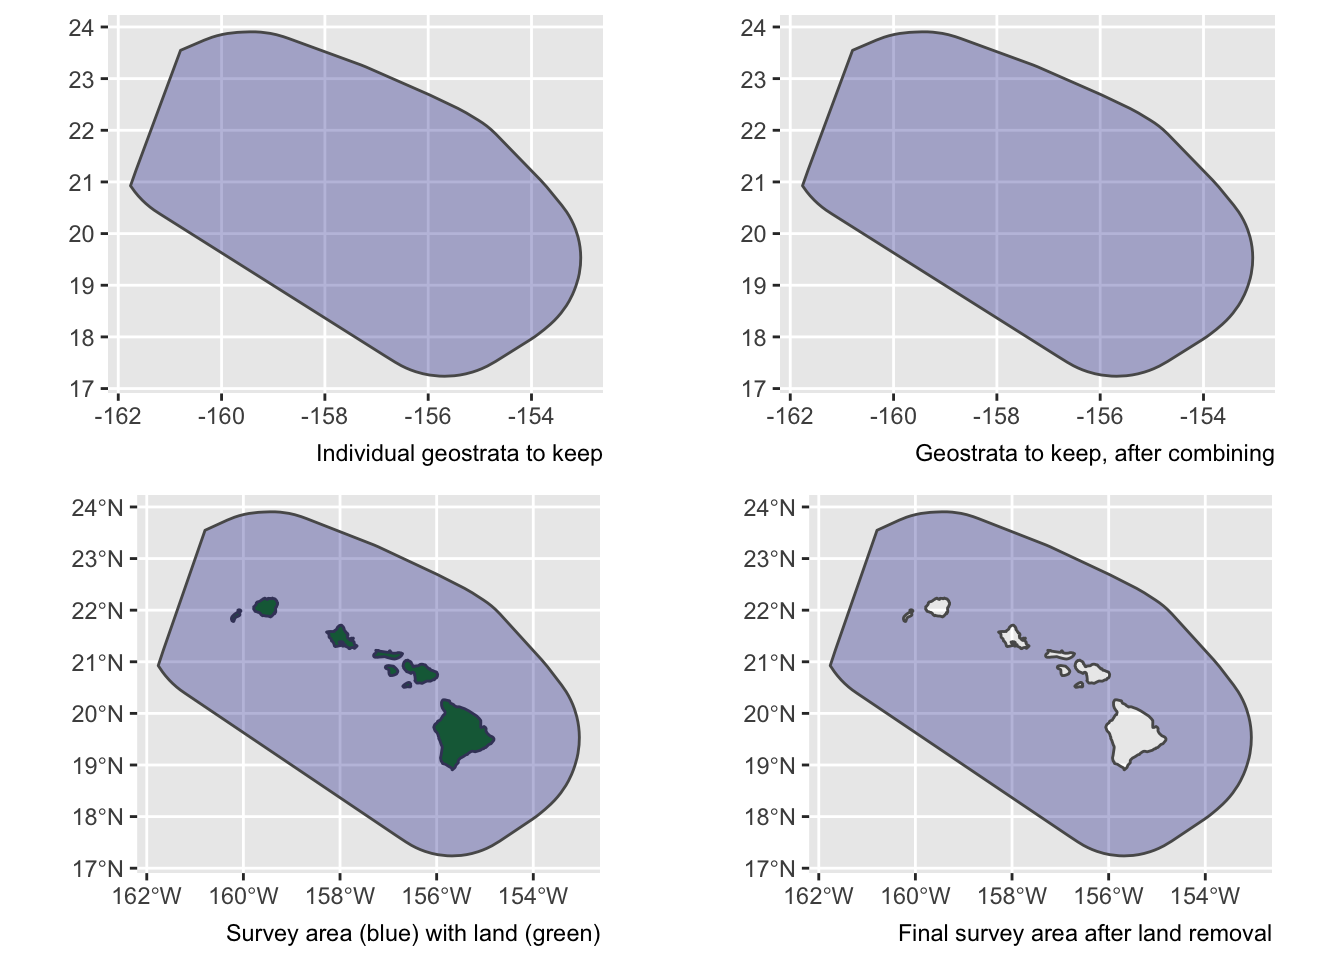 24
23
22
21
20
19
18
17
-162 -160 -158 -156 -154
Individual geostrata to keep
24
23
22
21
20
19
18
17
-162 -160 -158 -156 -154
Geostrata to keep, after combining
24°N
23°N
22°N
21°N
20°N
19°N
18°N
17°N
162°W 160°W 158°W 156°W 154°W
Survey area (blue) with land (green)
24°N
23°N
22°N
21°N
20°N
19°N
18°N
17°N
162°W 160°W 158°W 156°W 154°W
Final survey area after land removal